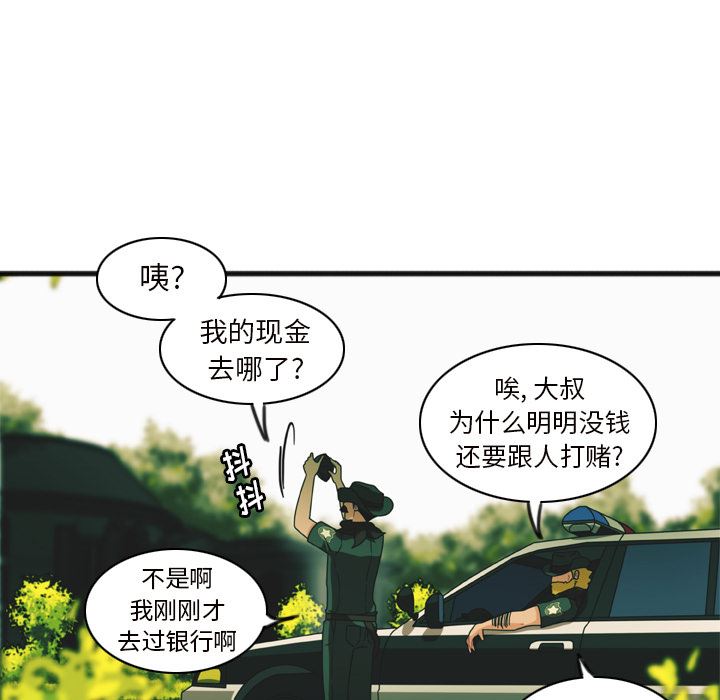 咦?
我的现金
去哪了?
唉, 大叔
为什么明明没钱
还要跟人打赌?
抖
抖
不是啊
我刚刚才
去过银行啊